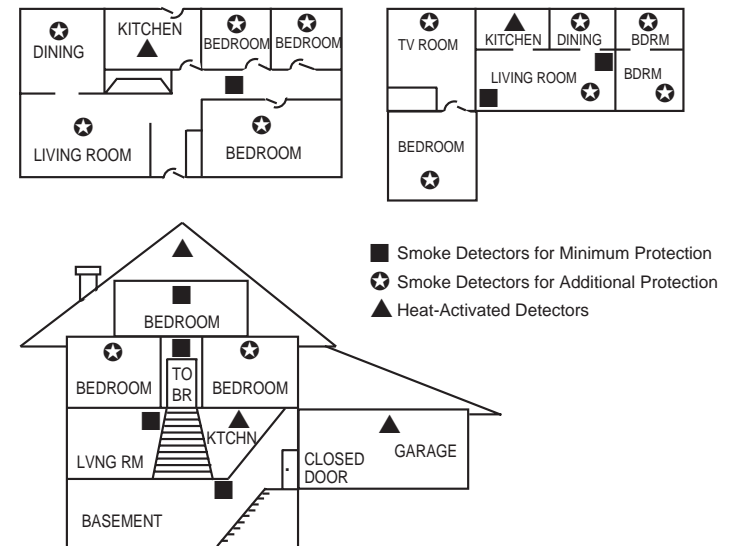 DINING
KITCHEN
BEDROOM
BEDROOM
LIVING ROOM
BEDROOM
TV ROOM
KITCHEN
DINING
BDRM
LIVING ROOM
BDRM
BEDROOM
Smoke Detectors for Minimum Protection
Smoke Detectors for Additional Protection
Heat-Activated Detectors
BEDROOM
BEDROOM
TO
BR
BEDROOM
LVNG RM
KTCHN
CLOSED
DOOR
GARAGE
BASEMENT